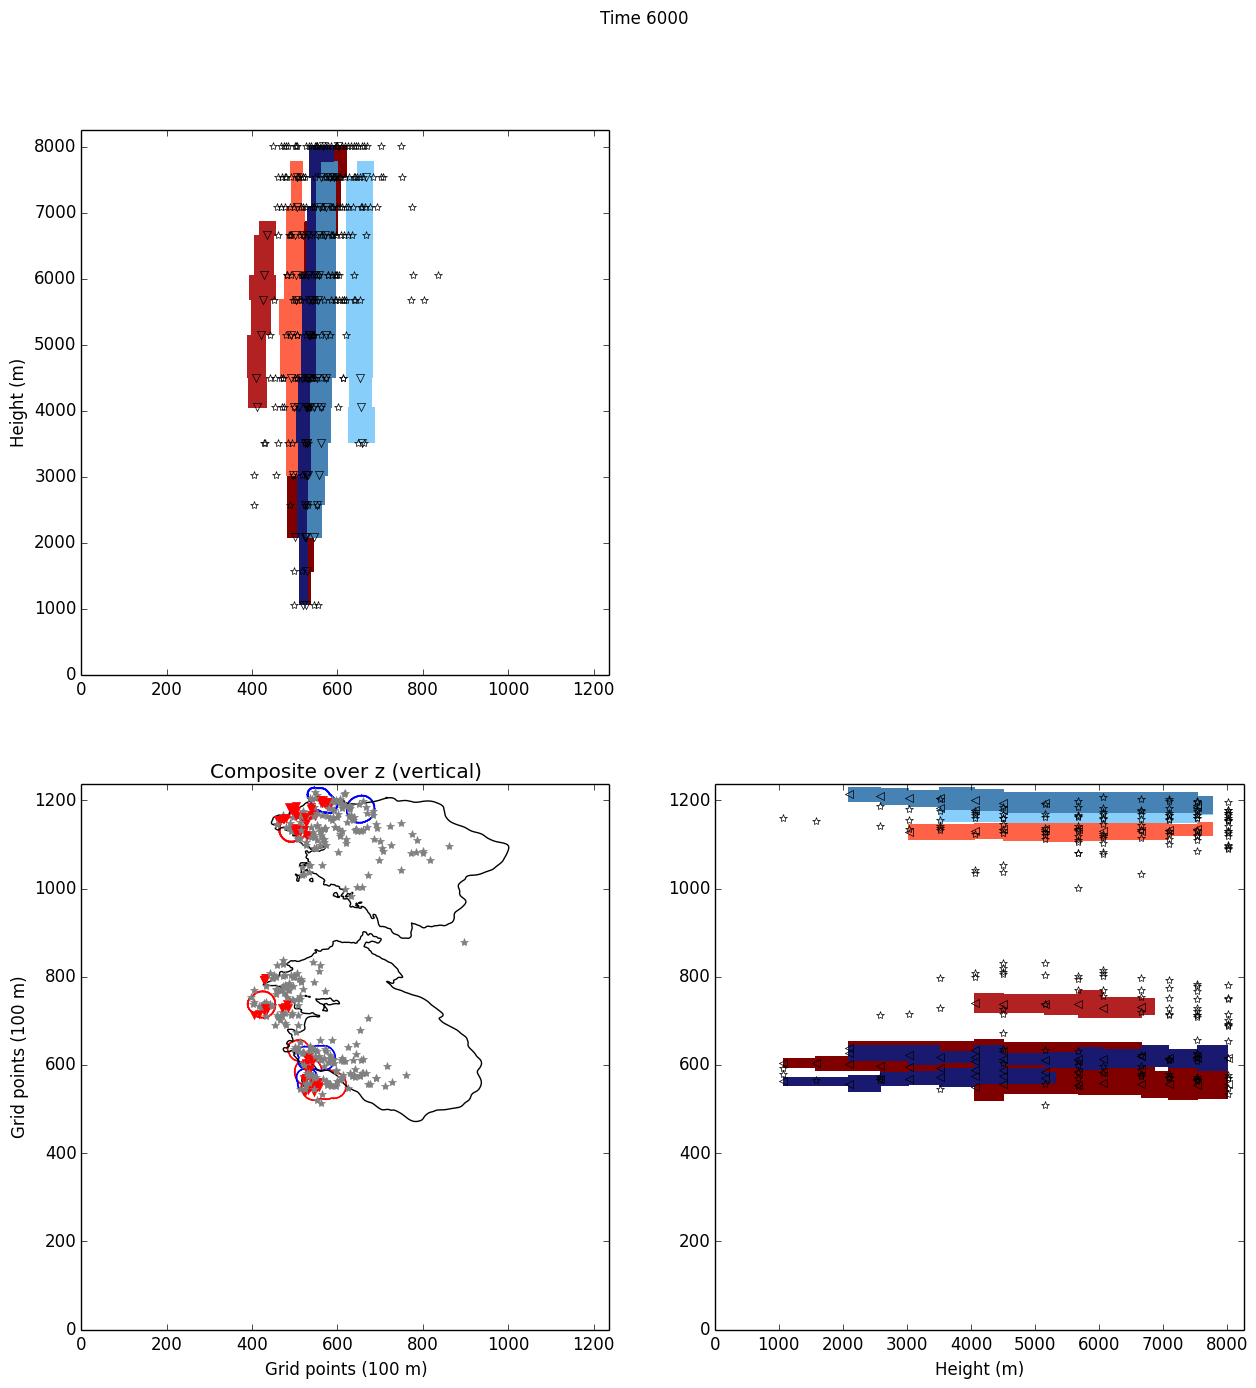 Time 6000
8000
7000
6000
5000
4000
3000
2000
1000
0
Height (m)
0 200 400 600 800 1000 1200
Composite over z (vertical)
1200
1000
800
600
400
200
0
Grid points (100 m)
0 200 400 600 800 1000 1200
Grid points (100 m)
1200
1000
800
600
400
200
0
0 1000 2000 3000 4000 5000 6000 7000 8000
Height (m)